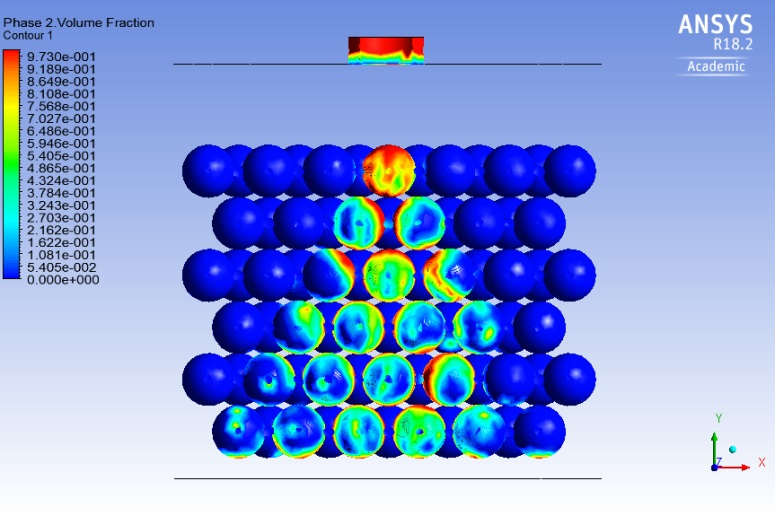 Phase 2.Volume Fraction
Contour 1
9.730e-001
9.189e-001
8.649e-001
8.108e-001
7.568e-001
7.027e-001
6.486e-001
5.946e-001
5.405e-001
4.865e-001
4.324e-001
3.784e-001
3.243e-001
2.703e-001
2.162e-001
1.622e-001
1.081e-001
5.405e-002
0.000e+000
ANSYS
R18.2
Academic
Y
Z
X